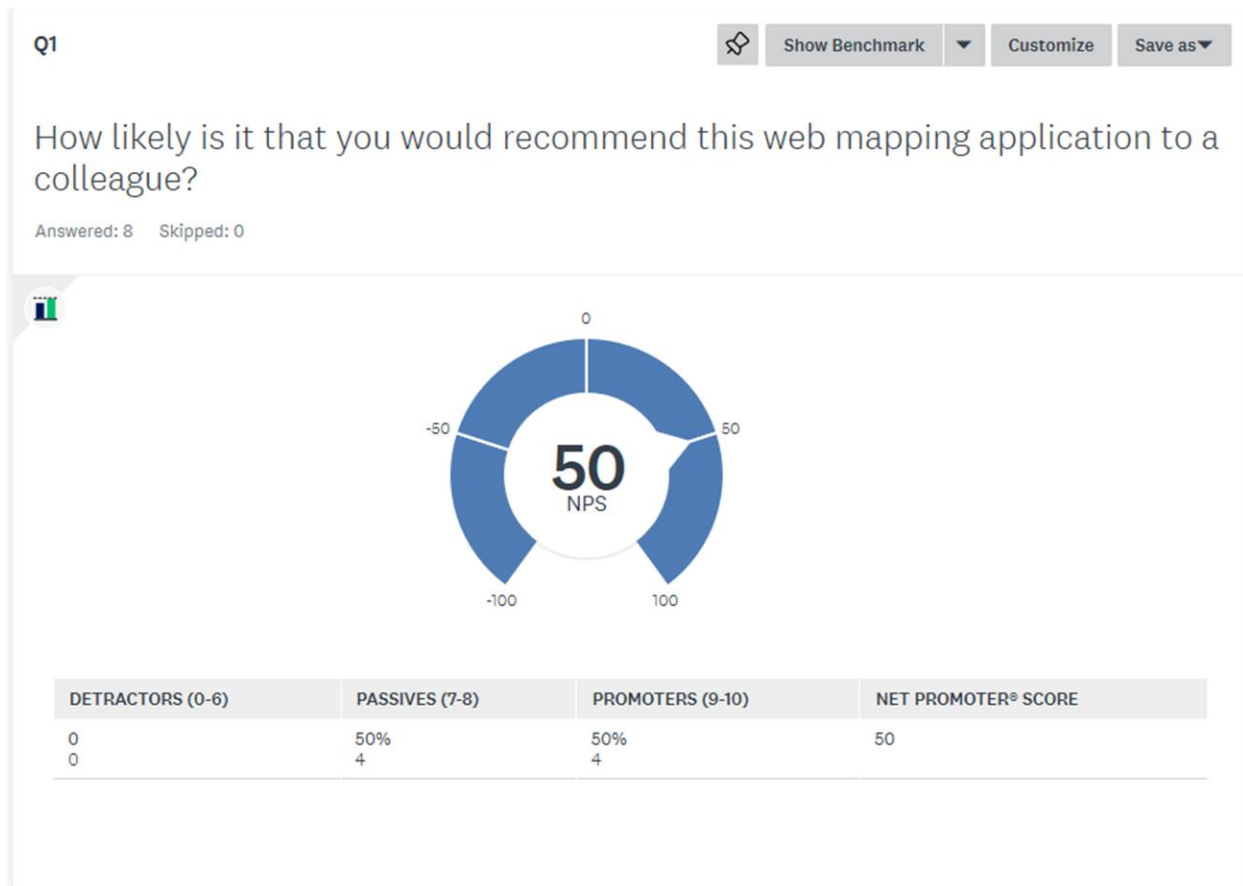 Q1
Show Benchmark
Customize
Save as
How likely is it that you would recommend this web mapping application to a
colleague?
Answered: 8 Skipped: 0
0
-50
50
50
NPS
-100
100
DETRACTORS (0-6) PASSIVES (7-8) PROMOTERS (9-10) NET PROMOTER® SCORE
0 50% 50% 50
0 4 4